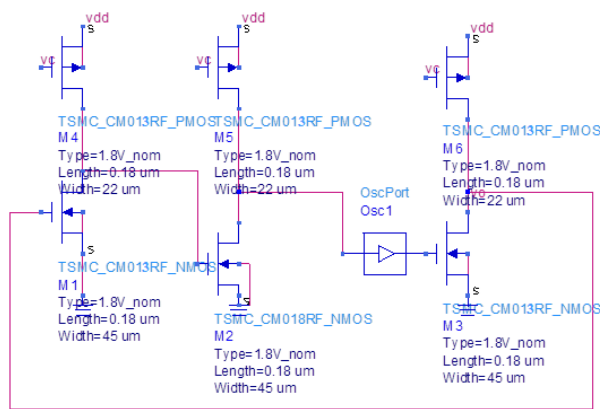 vdd
s
vc
TSMC_CM013RF_PMOS
M4
Type=1.8V_nom
Length=0.18 um
Width=22 um
s
TSMC_CM013RF_NMOS
M1
Type=1.8V_nom
Length=0.18 um
Width=45 um
vdd
s
vc
TSMC_CM013RF_PMOS
M5
Type=1.8V_nom
Length=0.18 um
Width=22 um
s
TSMC_CM018RF_NMOS
M2
Type=1.8V_nom
Length=0.18 um
Width=45 um
OscPort
Osc1
vdd
s
vc
TSMC_CM013RF_PMOS
M6
Type=1.8V_nom
Length=0.18 um
Width=22 um
vo
s
TSMC_CM013RF_NMOS
M3
Type=1.8V_nom
Length=0.18 um
Width=45 um